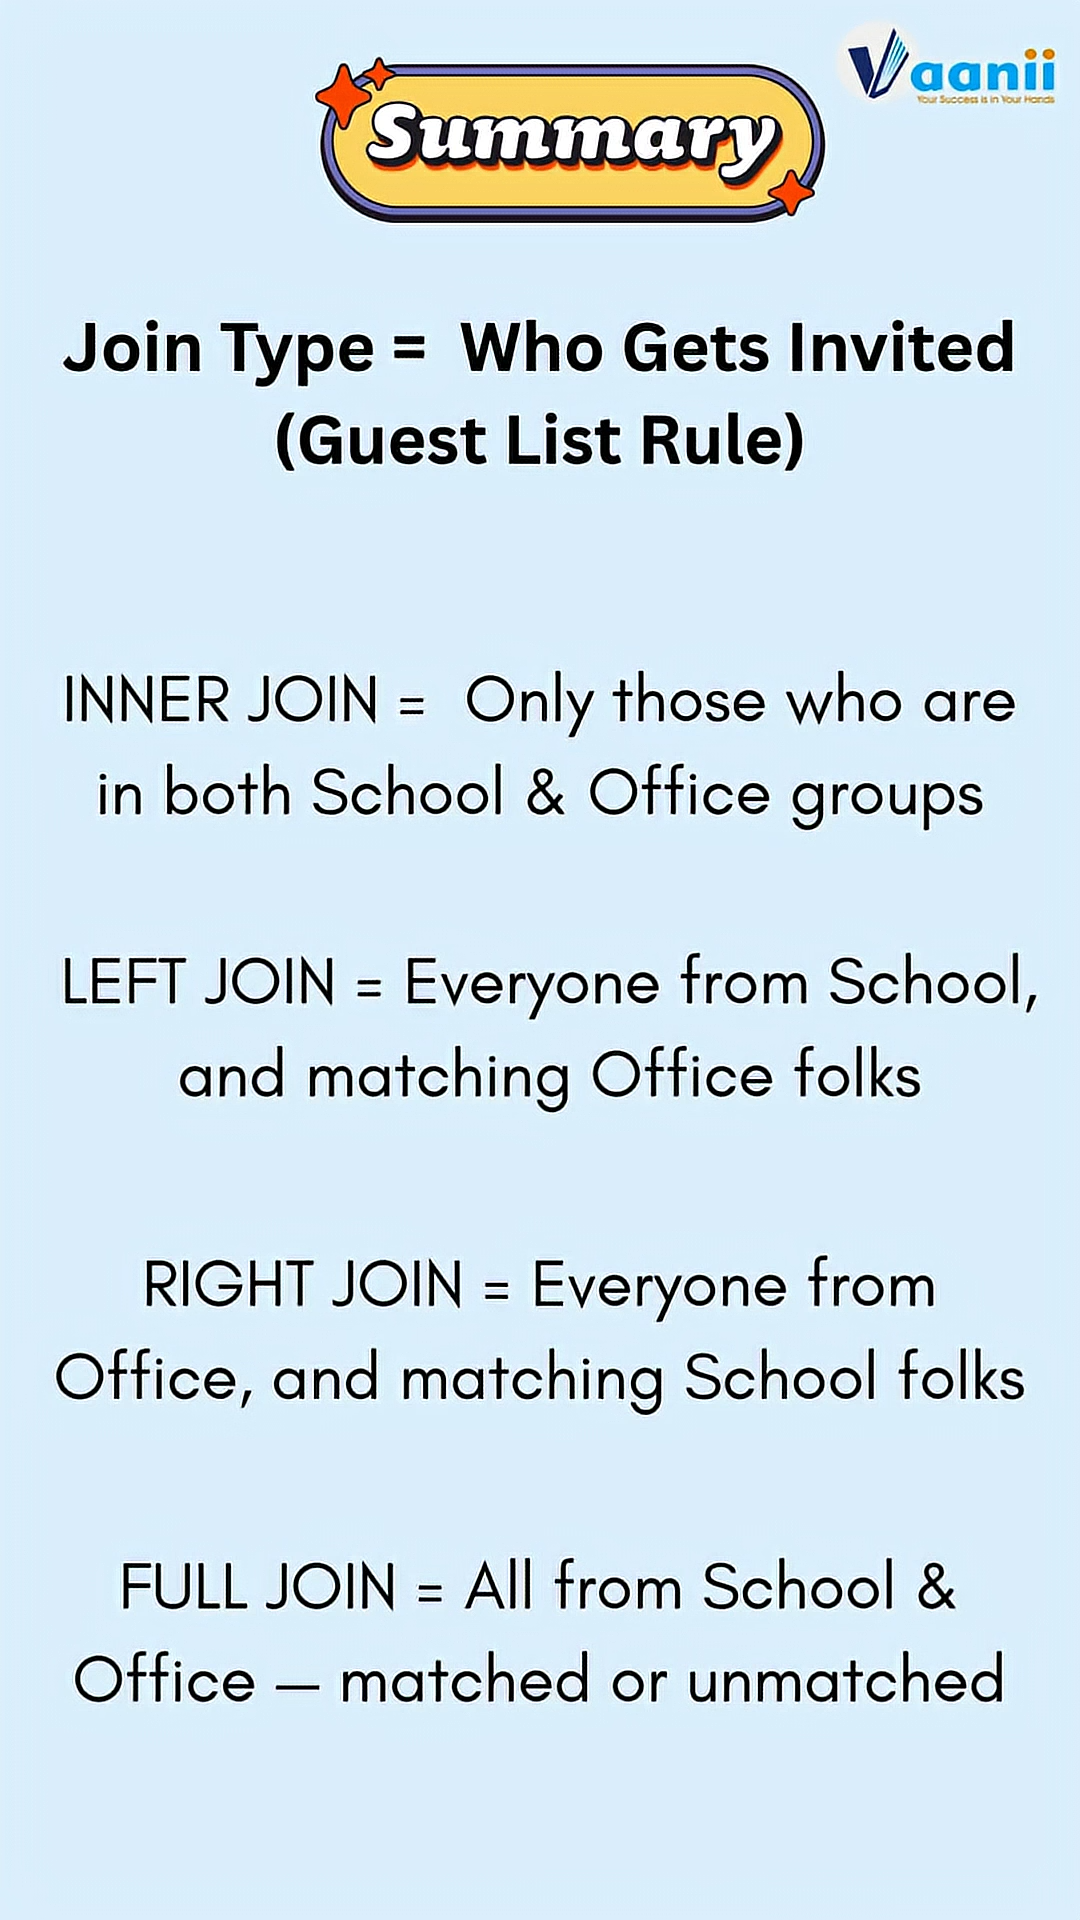 Vaanii
Your Success is in Your Hands
Summary
Join Type = Who Gets Invited
(Guest List Rule)
INNER JOIN = Only those who are
in both School & Office groups
LEFT JOIN = Everyone from School,
and matching Office folks
RIGHT JOIN = Everyone from
Office, and matching School folks
FULL JOIN = All from School &
Office — matched or unmatched